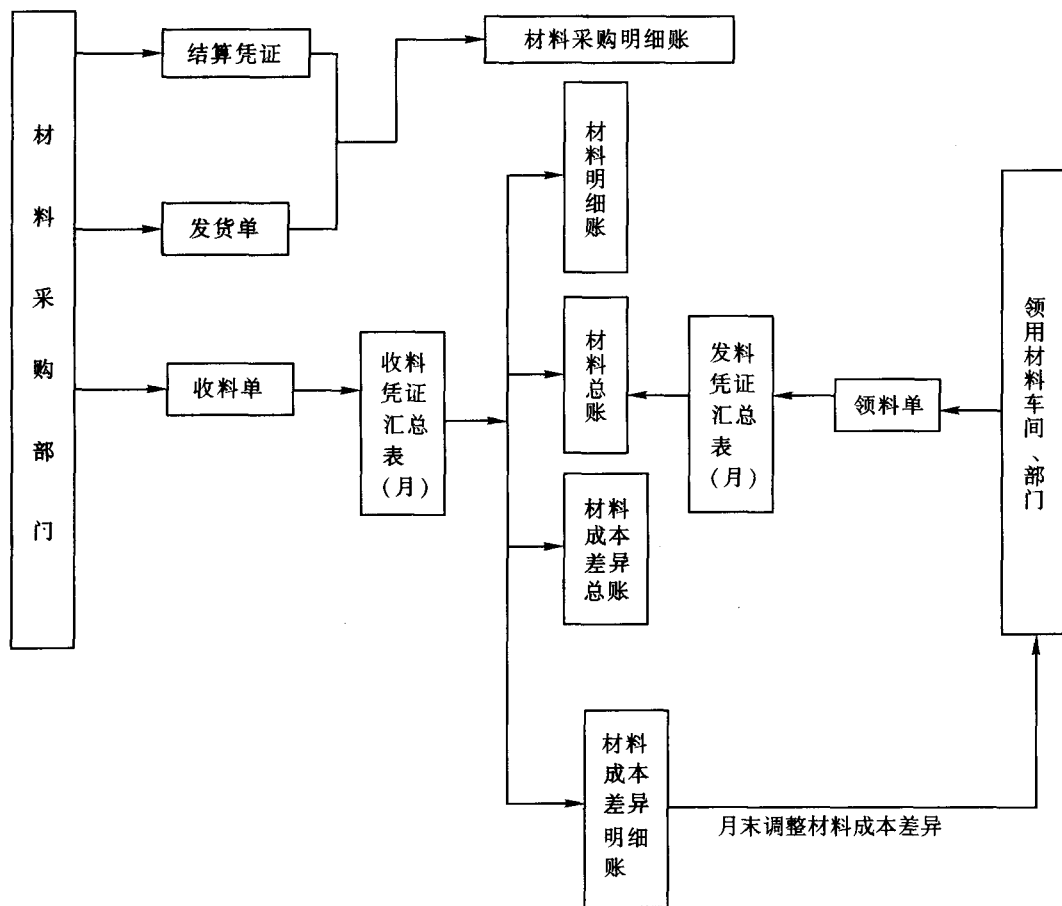 材料采购部门
结算凭证
材料采购明细账
发货单
材料明细账
收料单
收料
凭证
汇总
表
(月)
材料总账
发料
凭证
汇总
表
(月)
领料单
领用材料车间、部门
材料
成本
差异
总账
材料
成本
差异
明细
账
月末调整材料成本差异